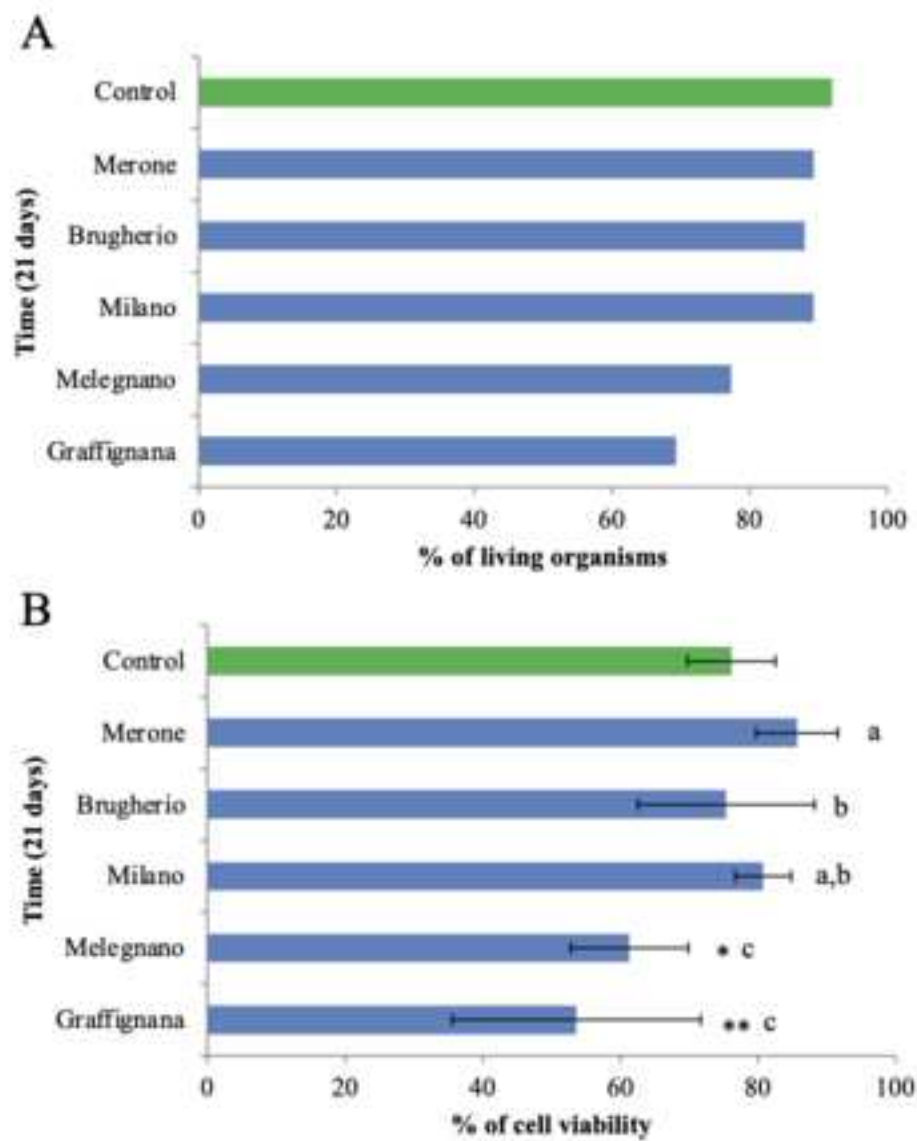 A
Time (21 days)
Control
Merone
Brugherio
Milano
Melegnano
Graffignana
0 20 40 60 80 100
% of living organisms
B
Time (21 days)
Control
Merone a
Brugherio b
Milano a,b
Melegnano * c
Graffignana ** c
0 20 40 60 80 100
% of cell viability